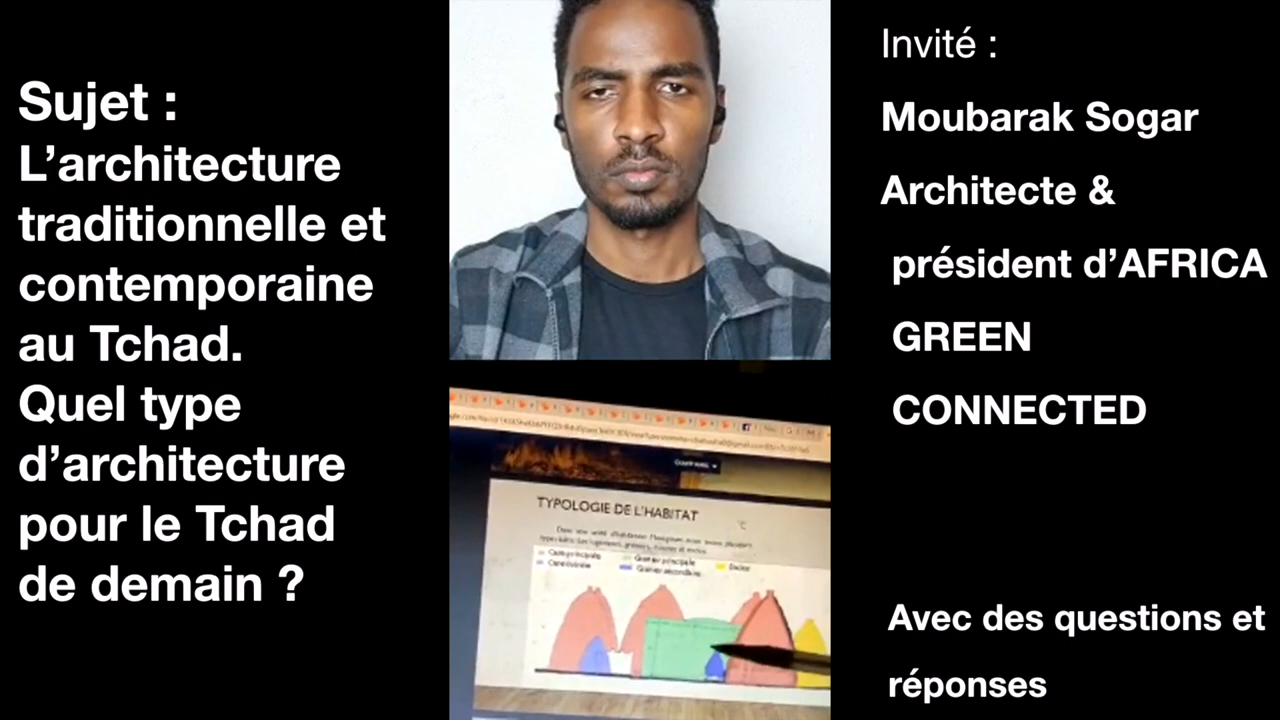 Sujet :
L’architecture
traditionnelle et
contemporaine
au Tchad.
Quel type
d’architecture
pour le Tchad
de demain ?
Invité :
Moubarak Sogar
Architecte &
président d’AFRICA
GREEN
CONNECTED
Avec des questions et
réponses
TYPOLOGIE DE L'HABITAT